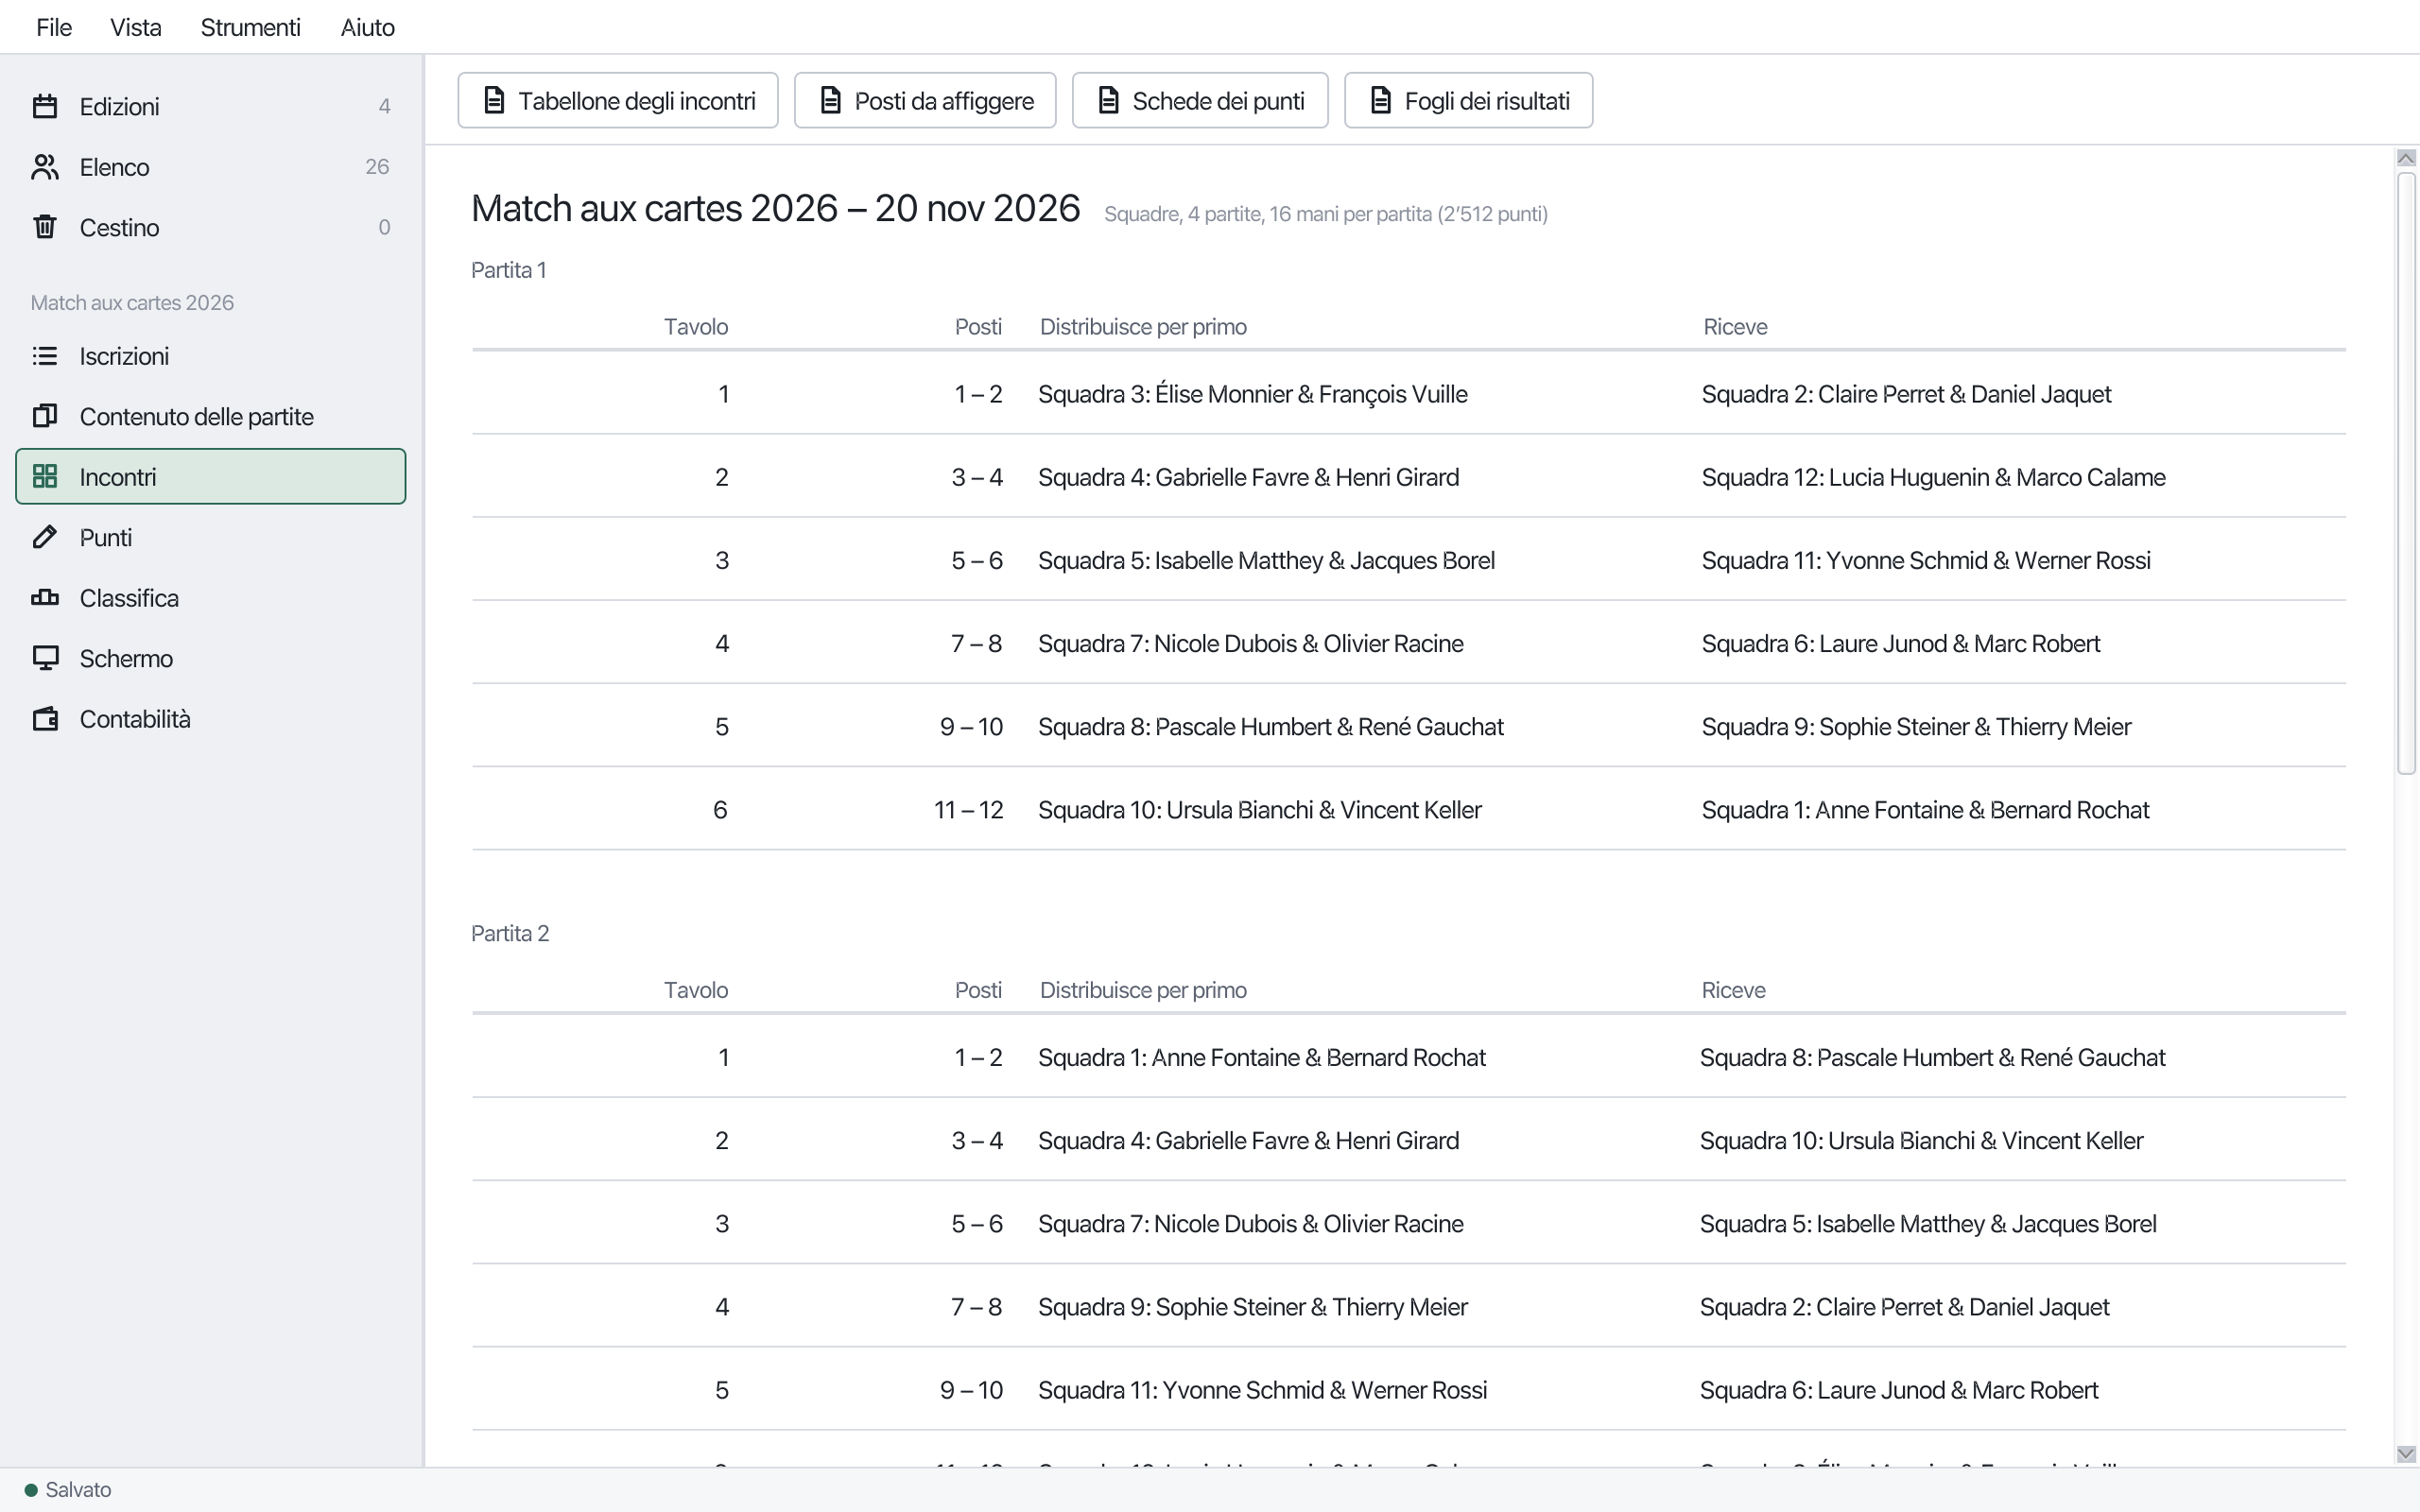 File Vista Strumenti Aiuto
Edizioni 4
Elenco 26
Cestino 0
Match aux cartes 2026
Iscrizioni
Contenuto delle partite
Incontri
Punti
Classifica
Schermo
Contabilità
Tabellone degli incontri Posti da affiggere Schede dei punti Fogli dei risultati
Match aux cartes 2026 – 20 nov 2026 Squadre, 4 partite, 16 mani per partita (2’512 punti)
Partita 1
Tavolo Posti Distribuisce per primo Riceve
1 1 – 2 Squadra 3: Élise Monnier & François Vuille Squadra 2: Claire Perret & Daniel Jaquet
2 3 – 4 Squadra 4: Gabrielle Favre & Henri Girard Squadra 12: Lucia Huguenin & Marco Calame
3 5 – 6 Squadra 5: Isabelle Matthey & Jacques Borel Squadra 11: Yvonne Schmid & Werner Rossi
4 7 – 8 Squadra 7: Nicole Dubois & Olivier Racine Squadra 6: Laure Junod & Marc Robert
5 9 – 10 Squadra 8: Pascale Humbert & René Gauchat Squadra 9: Sophie Steiner & Thierry Meier
6 11 – 12 Squadra 10: Ursula Bianchi & Vincent Keller Squadra 1: Anne Fontaine & Bernard Rochat
Partita 2
Tavolo Posti Distribuisce per primo Riceve
1 1 – 2 Squadra 1: Anne Fontaine & Bernard Rochat Squadra 8: Pascale Humbert & René Gauchat
2 3 – 4 Squadra 4: Gabrielle Favre & Henri Girard Squadra 10: Ursula Bianchi & Vincent Keller
3 5 – 6 Squadra 7: Nicole Dubois & Olivier Racine Squadra 5: Isabelle Matthey & Jacques Borel
4 7 – 8 Squadra 9: Sophie Steiner & Thierry Meier Squadra 2: Claire Perret & Daniel Jaquet
5 9 – 10 Squadra 11: Yvonne Schmid & Werner Rossi Squadra 6: Laure Junod & Marc Robert
Salvato